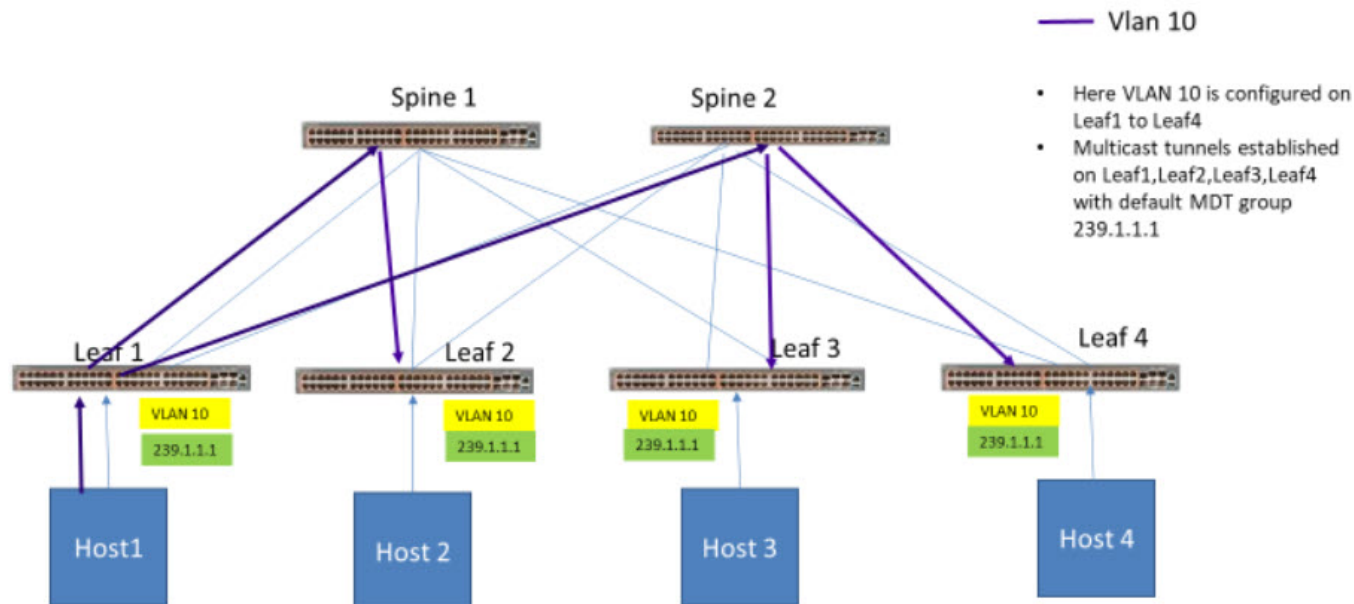 Vlan 10
• Here VLAN 10 is configured on
Leaf1 to Leaf4
• Multicast tunnels established
on Leaf1,Leaf2,Leaf3,Leaf4
with default MDT group
239.1.1.1
Spine 1
Spine 2
Leaf 1
Leaf 2
Leaf 3
Leaf 4
VLAN 10
239.1.1.1
VLAN 10
239.1.1.1
VLAN 10
239.1.1.1
VLAN 10
239.1.1.1
Host1
Host 2
Host 3
Host 4